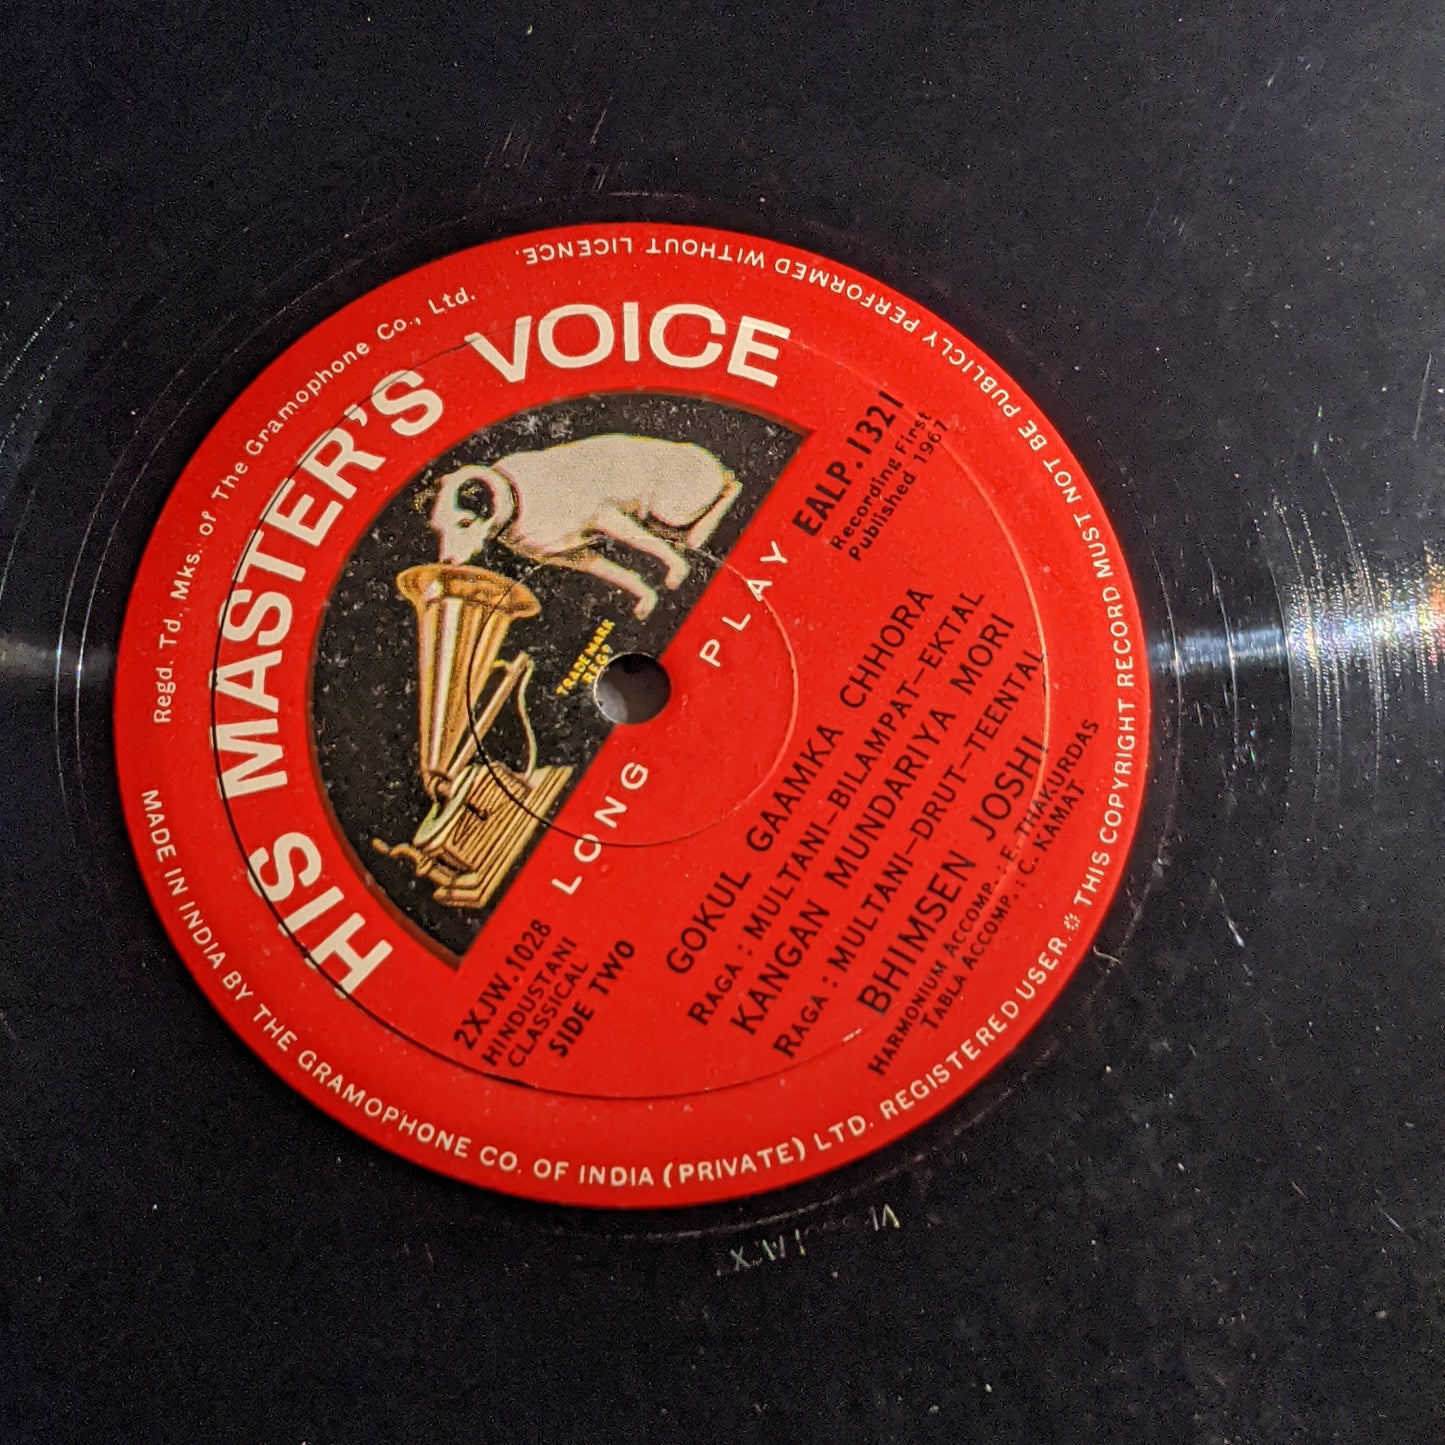 Regd. Td. Mks. of The Gramophone Co., Ltd.
HIS MASTER'S VOICE
TRADE MARK
REGD
LONG PLAY
EALP. 1321
Recording First
Published 1967
2XJW.1028
HINDUSTANI
CLASSICAL
SIDE TWO
GOKUL GAAMKA CHHORA
RAGA : MULTANI–BILAMPAT–EKTAL
KANGAN MUNDARIYA MORI
RAGA : MULTANI–DRUT–TEENTAL
BHIMSEN JOSHI
HARMONIUM ACCOMP. : E. THAKURDAS
TABLA ACCOMP. : C. KAMAT
MADE IN INDIA BY THE GRAMOPHONE CO. OF INDIA (PRIVATE) LTD. REGISTERED USER. ❊ THIS COPYRIGHT RECORD MUST NOT BE PUBLICLY PERFORMED WITHOUT LICENCE.